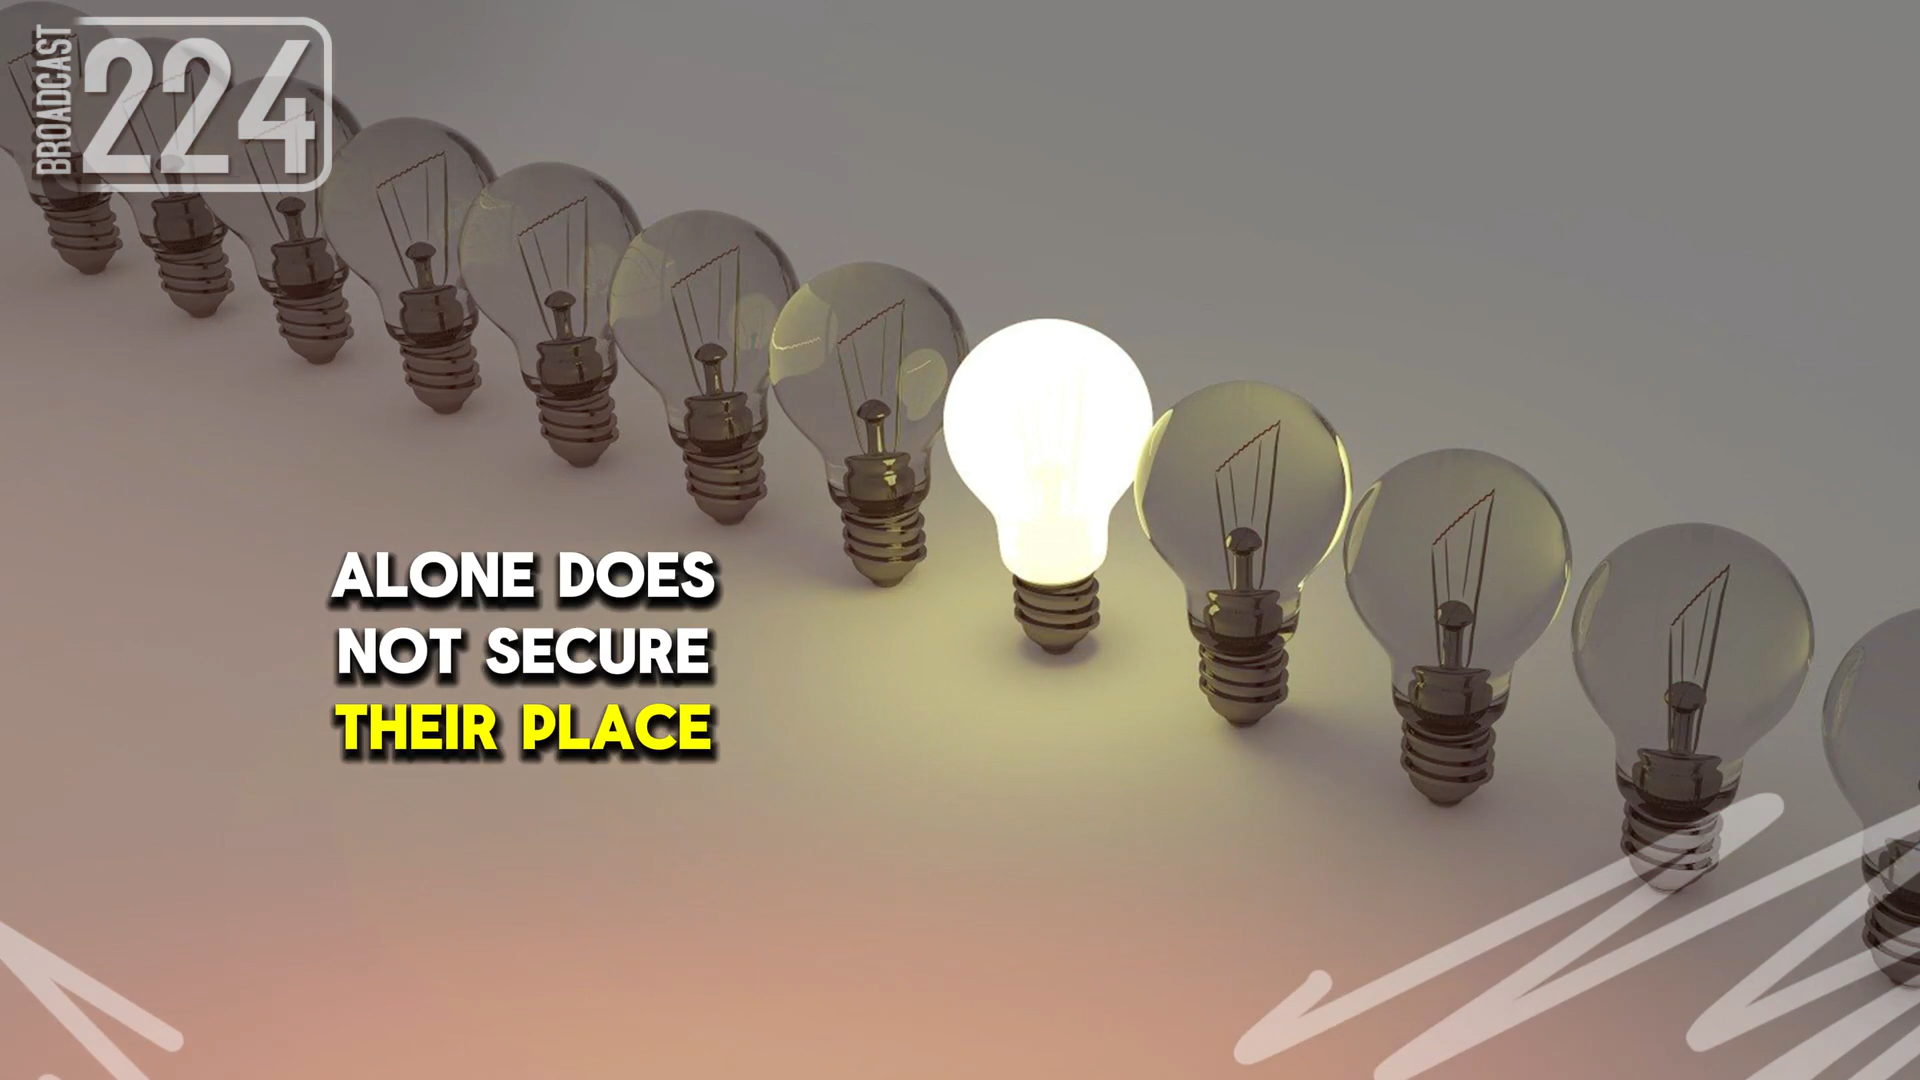 BROADCAST
224
ALONE DOES
NOT SECURE
THEIR PLACE